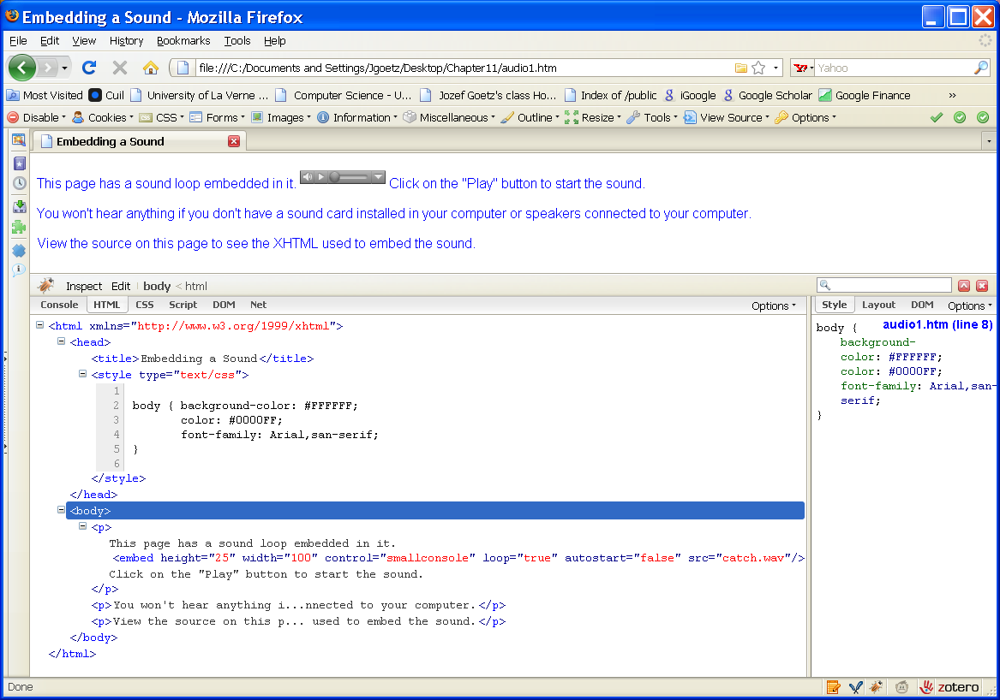 Embedding a Sound - Mozilla Firefox
File Edit View History Bookmarks Tools Help
file:///C:/Documents and Settings/Jgoetz/Desktop/Chapter11/audio1.htm Yahoo
Most Visited Cuil University of La Verne ... Computer Science - U... Jozef Goetz's class Ho... Index of /public iGoogle Google Scholar Google Finance »
Disable Cookies CSS Forms Images Information Miscellaneous Outline Resize Tools View Source Options
Embedding a Sound
This page has a sound loop embedded in it. Click on the "Play" button to start the sound.
You won't hear anything if you don't have a sound card installed in your computer or speakers connected to your computer.
View the source on this page to see the XHTML used to embed the sound.
Inspect Edit body < html
Console HTML CSS Script DOM Net Options
<html xmlns="http://www.w3.org/1999/xhtml">
<head>
<title>Embedding a Sound</title>
<style type="text/css">
1
2 body { background-color: #FFFFFF;
3 color: #0000FF;
4 font-family: Arial,san-serif;
5 }
6
</style>
</head>
<body>
<p>
This page has a sound loop embedded in it.
<embed height="25" width="100" control="smallconsole" loop="true" autostart="false" src="catch.wav"/>
Click on the "Play" button to start the sound.
</p>
<p>You won't hear anything i...nnected to your computer.</p>
<p>View the source on this p... used to embed the sound.</p>
</body>
</html>
Style Layout DOM Options
body { audio1.htm (line 8)
background-
color: #FFFFFF;
color: #0000FF;
font-family: Arial,san-
serif;
}
Done zotero